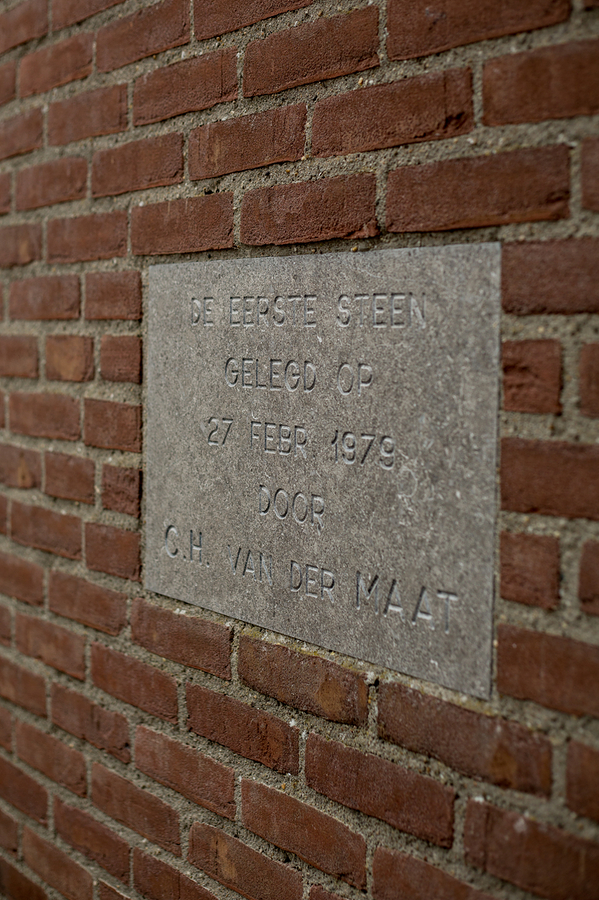 DE EERSTE STEEN
GELEGD OP
27 FEBR. 1979
DOOR
C.H. VAN DER MAAT